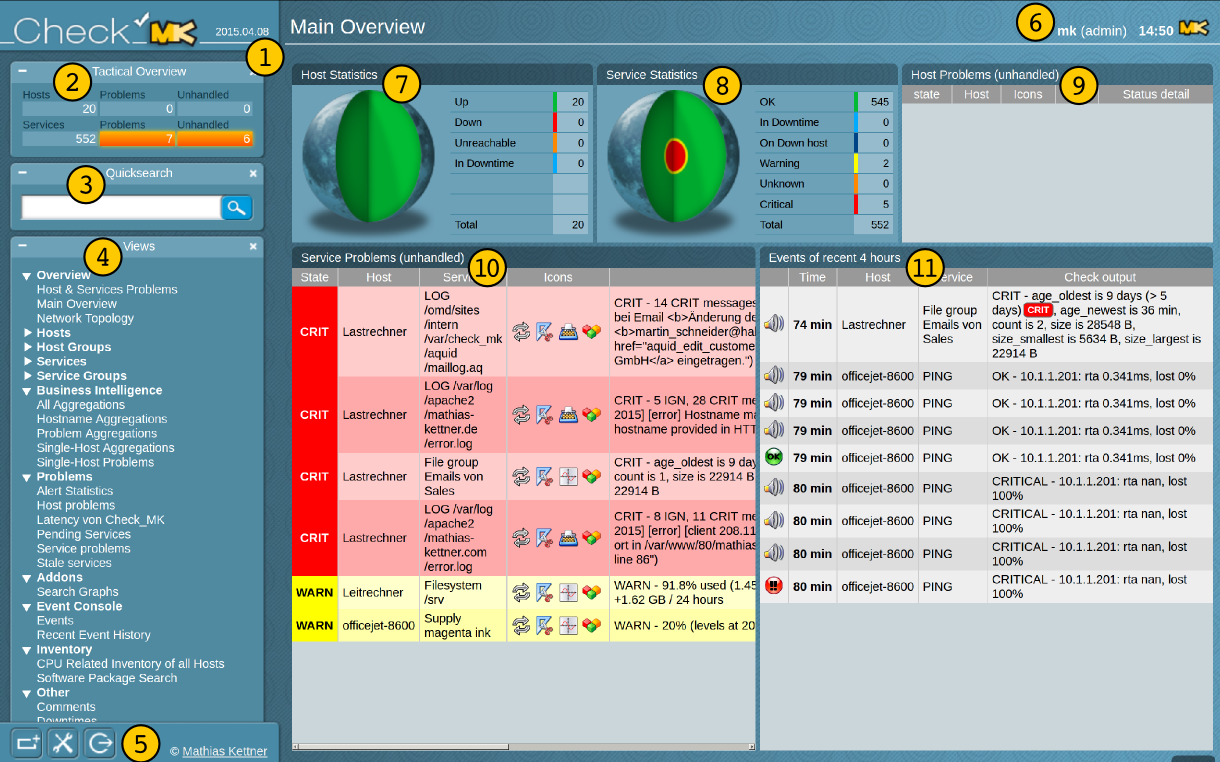 Check MK
2015.04.08
1
Main Overview
6
mk (admin) 14:50 MK
2
Tactical Overview
Hosts Problems Unhandled
20 0 0
Services Problems Unhandled
552 7 6
3
Quicksearch
4
Views
Overview
Host & Services Problems
Main Overview
Network Topology
Hosts
Host Groups
Services
Service Groups
Business Intelligence
All Aggregations
Hostname Aggregations
Problem Aggregations
Single-Host Aggregations
Single-Host Problems
Problems
Alert Statistics
Host problems
Latency von Check_MK
Pending Services
Service problems
Stale services
Addons
Search Graphs
Event Console
Events
Recent Event History
Inventory
CPU Related Inventory of all Hosts
Software Package Search
Other
Comments
Downtimes
5
© Mathias Kettner
Host Statistics
7
Up 20
Down 0
Unreachable 0
In Downtime 0
Total 20
Service Statistics
8
OK 545
In Downtime 0
On Down host 0
Warning 2
Unknown 0
Critical 5
Total 552
Host Problems (unhandled)
9
state Host Icons Status detail
Service Problems (unhandled)
10
State Host Servic Icons
CRIT
Lastrechner
LOG
/omd/sites
/intern
/var/check_mk
/aquid
/maillog.aq
CRIT - 14 CRIT messages
bei Email <b>Änderung de
<b>martin_schneider@hal
href="aquid_edit_custome
GmbH</a> eingetragen.")
CRIT
Lastrechner
LOG /var/log
/apache2
/mathias-
kettner.de
/error.log
CRIT - 5 IGN, 28 CRIT me
2015] [error] Hostname ma
hostname provided in HTT
CRIT
Lastrechner
File group
Emails von
Sales
CRIT - age_oldest is 9 day
count is 1, size is 22914 B
22914 B
CRIT
Lastrechner
LOG /var/log
/apache2
/mathias-
kettner.com
/error.log
CRIT - 8 IGN, 11 CRIT me
2015] [error] [client 208.11
ort in /var/www/80/mathias
line 86")
WARN
Leitrechner
Filesystem
/srv
WARN - 91.8% used (1.45
+1.62 GB / 24 hours
WARN
officejet-8600
Supply
magenta ink
WARN - 20% (levels at 20
Events of recent 4 hours
11
Time Host ervice Check output
74 min
Lastrechner
File group
Emails von
Sales
CRIT - age_oldest is 9 days (> 5
days) CRIT, age_newest is 36 min,
count is 2, size is 28548 B,
size_smallest is 5634 B, size_largest is
22914 B
79 min officejet-8600 PING OK - 10.1.1.201: rta 0.341ms, lost 0%
79 min officejet-8600 PING OK - 10.1.1.201: rta 0.341ms, lost 0%
79 min officejet-8600 PING OK - 10.1.1.201: rta 0.341ms, lost 0%
OK 79 min officejet-8600 PING OK - 10.1.1.201: rta 0.341ms, lost 0%
80 min officejet-8600 PING CRITICAL - 10.1.1.201: rta nan, lost
100%
80 min officejet-8600 PING CRITICAL - 10.1.1.201: rta nan, lost
100%
80 min officejet-8600 PING CRITICAL - 10.1.1.201: rta nan, lost
100%
!! 80 min officejet-8600 PING CRITICAL - 10.1.1.201: rta nan, lost
100%